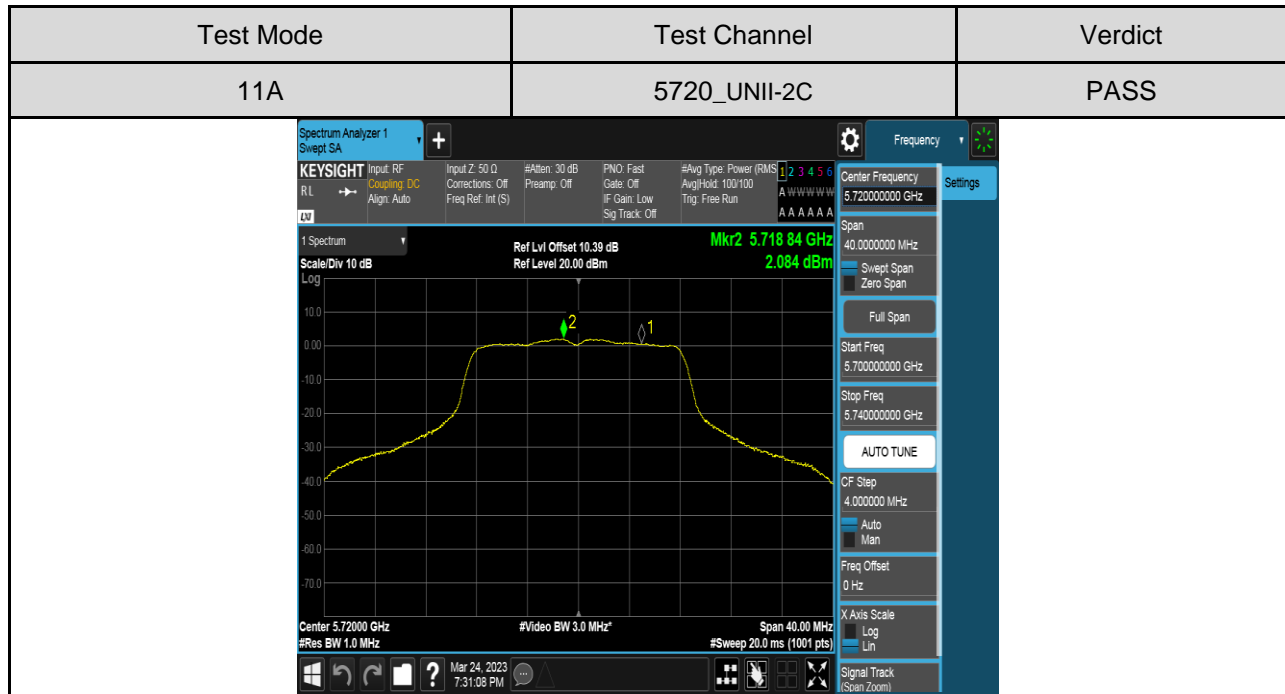 Test Mode
Test Channel
Verdict
11A
5720_UNII-2C
PASS
Spectrum Analyzer 1
Swept SA
+
Frequency
KEYSIGHT
RL
LXI
Input: RF
Coupling: DC
Align: Auto
Input Z: 50 Ω
Corrections: Off
Freq Ref: Int (S)
#Atten: 30 dB
Preamp: Off
PNO: Fast
Gate: Off
IF Gain: Low
Sig Track: Off
#Avg Type: Power (RMS
Avg|Hold: 100/100
Trig: Free Run
1 2 3 4 5 6
A W W W W W
A A A A A A
1 Spectrum
Scale/Div 10 dB
Log
Ref Lvl Offset 10.39 dB
Ref Level 20.00 dBm
Mkr2 5.718 84 GHz
2.084 dBm
10.0
0.00
-10.0
-20.0
-30.0
-40.0
-50.0
-60.0
-70.0
2
1
Center 5.72000 GHz
#Res BW 1.0 MHz
#Video BW 3.0 MHz*
Span 40.00 MHz
#Sweep 20.0 ms (1001 pts)
?
Mar 24, 2023
7:31:08 PM
Center Frequency
5.720000000 GHz
Settings
Span
40.0000000 MHz
Swept Span
Zero Span
Full Span
Start Freq
5.700000000 GHz
Stop Freq
5.740000000 GHz
AUTO TUNE
CF Step
4.000000 MHz
Auto
Man
Freq Offset
0 Hz
X Axis Scale
Log
Lin
Signal Track
(Span Zoom)